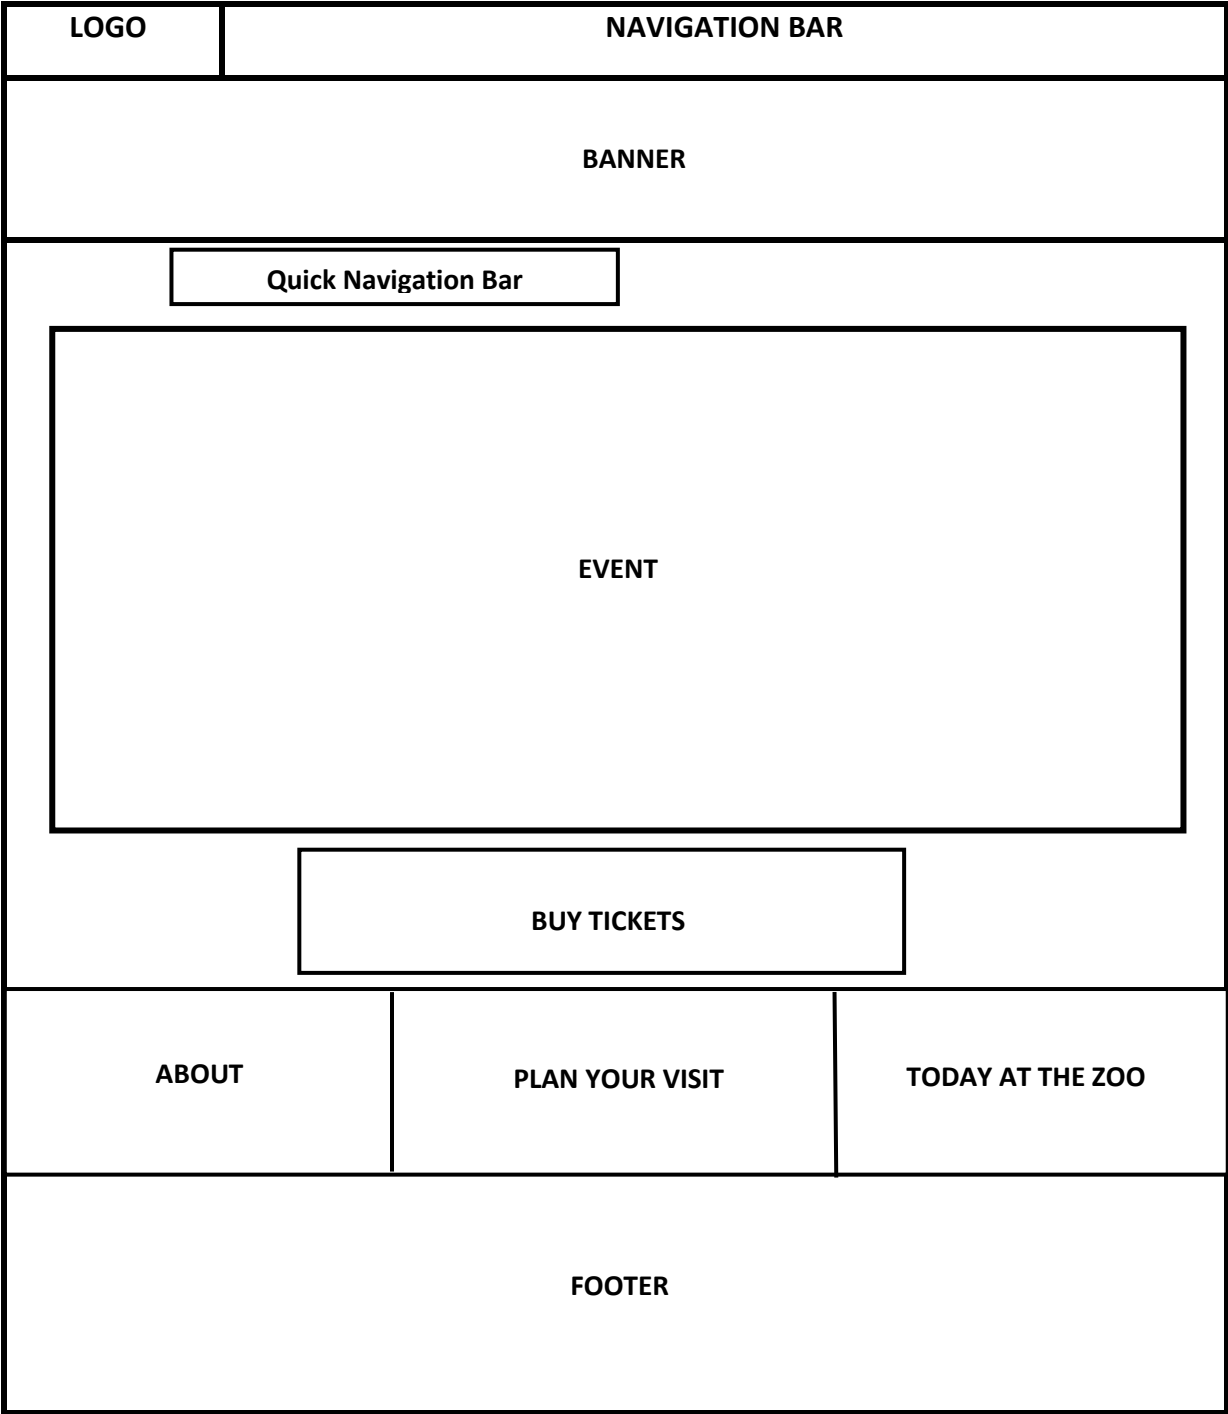 LOGO
NAVIGATION BAR
BANNER
Quick Navigation Bar
EVENT
BUY TICKETS
ABOUT
PLAN YOUR VISIT
TODAY AT THE ZOO
FOOTER